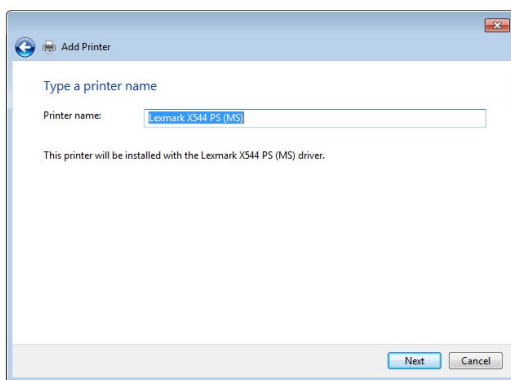 Add Printer
Type a printer name
Printer name:
Lexmark X544 PS (MS)
This printer will be installed with the Lexmark X544 PS (MS) driver.
Next
Cancel